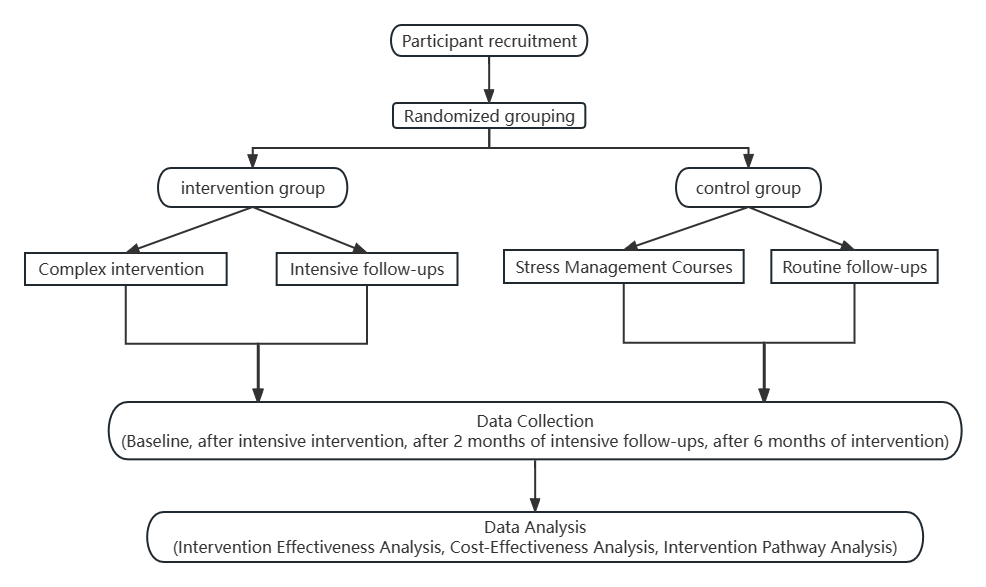 Participant recruitment
Randomized grouping
intervention group
control group
Complex intervention
Intensive follow-ups
Stress Management Courses
Routine follow-ups
Data Collection
(Baseline, after intensive intervention, after 2 months of intensive follow-ups, after 6 months of intervention)
Data Analysis
(Intervention Effectiveness Analysis, Cost-Effectiveness Analysis, Intervention Pathway Analysis)